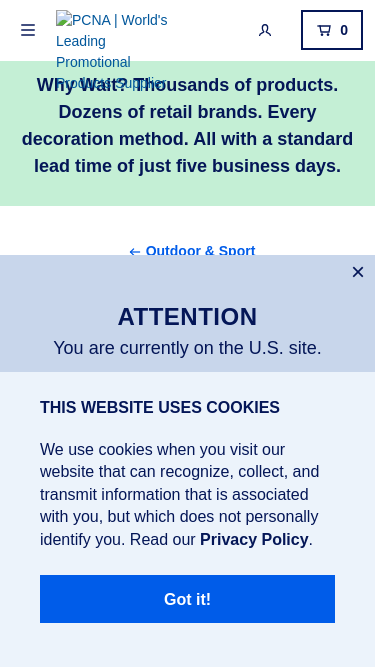 PCNA | World's
Leading
Promotional
Products Supplier
0
Why Wait? Thousands of products.
Dozens of retail brands. Every
decoration method. All with a standard
lead time of just five business days.
← Outdoor & Sport
×
ATTENTION
You are currently on the U.S. site.
THIS WEBSITE USES COOKIES
We use cookies when you visit our
website that can recognize, collect, and
transmit information that is associated
with you, but which does not personally
identify you. Read our Privacy Policy.
Got it!